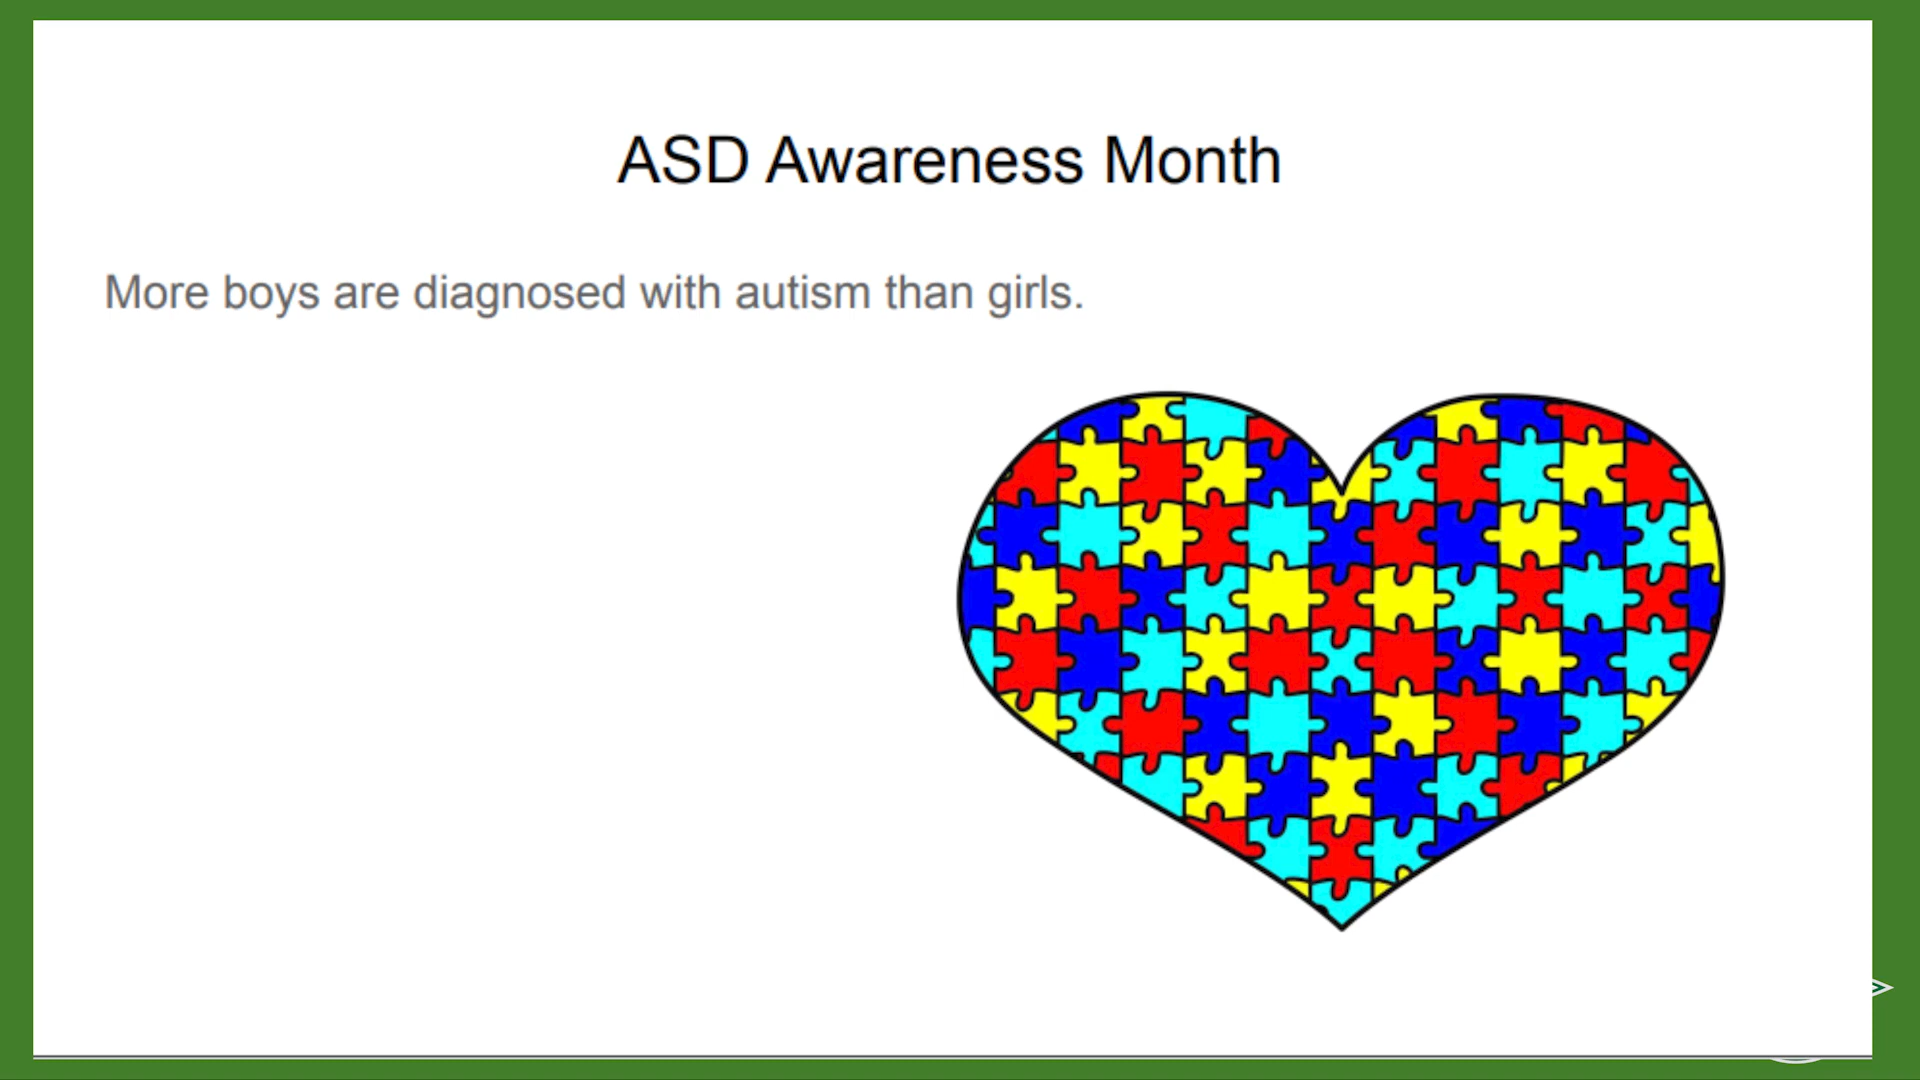 ASD Awareness Month
More boys are diagnosed with autism than girls.